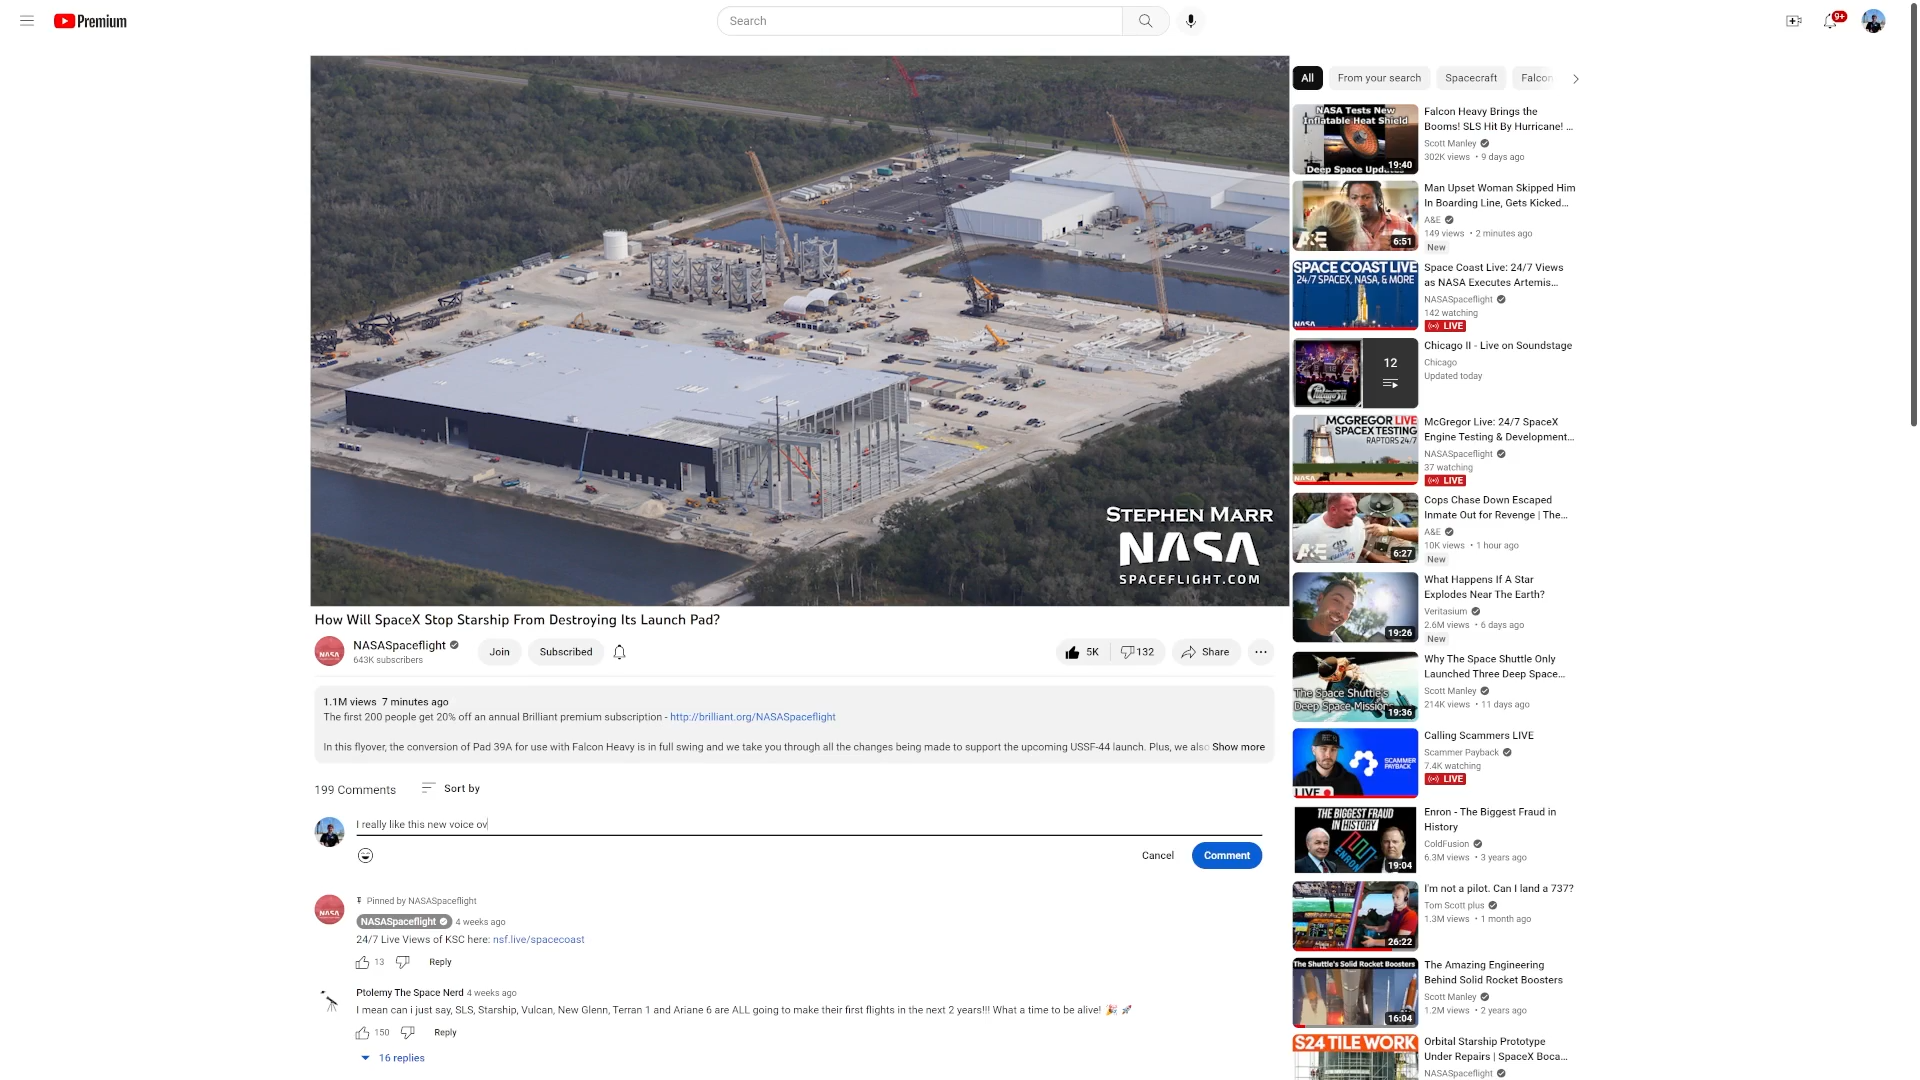 Premium
Search
9+
STEPHEN MARR
NASA
SPACEFLIGHT.COM
How Will SpaceX Stop Starship From Destroying Its Launch Pad?
NASASpaceflight
643K subscribers
Join
Subscribed
5K
132
Share
1.1M views 7 minutes ago
The first 200 people get 20% off an annual Brilliant premium subscription - http://brilliant.org/NASASpaceflight
In this flyover, the conversion of Pad 39A for use with Falcon Heavy is in full swing and we take you through all the changes being made to support the upcoming USSF-44 launch. Plus, we also Show more
199 Comments
Sort by
I really like this new voice ov
Cancel
Comment
Pinned by NASASpaceflight
NASASpaceflight 4 weeks ago
24/7 Live Views of KSC here: nsf.live/spacecoast
13
Reply
Ptolemy The Space Nerd 4 weeks ago
I mean can i just say, SLS, Starship, Vulcan, New Glenn, Terran 1 and Ariane 6 are ALL going to make their first flights in the next 2 years!!! What a time to be alive! 🎉 🚀
150
Reply
16 replies
All
From your search
Spacecraft
Falcon
NASA Tests New
Inflatable Heat Shield
Deep Space Update
19:40
Falcon Heavy Brings the
Booms! SLS Hit By Hurricane! ...
Scott Manley
302K views • 9 days ago
A&E
6:51
Man Upset Woman Skipped Him
In Boarding Line, Gets Kicked...
A&E
149 views • 2 minutes ago
New
SPACE COAST LIVE
24/7 SPACEX, NASA, & MORE
NASA
Space Coast Live: 24/7 Views
as NASA Executes Artemis...
NASASpaceflight
142 watching
LIVE
Chicago II
12
Chicago II - Live on Soundstage
Chicago
Updated today
MCGREGOR LIVE
SPACEX TESTING
RAPTORS 24/7
NASA
McGregor Live: 24/7 SpaceX
Engine Testing & Development...
NASASpaceflight
37 watching
LIVE
A&E
6:27
Cops Chase Down Escaped
Inmate Out for Revenge | The...
A&E
10K views • 1 hour ago
New
19:26
What Happens If A Star
Explodes Near The Earth?
Veritasium
2.6M views • 6 days ago
New
The Space Shuttle's
Deep Space Missions
19:36
Why The Space Shuttle Only
Launched Three Deep Space...
Scott Manley
214K views • 11 days ago
SCAMMER
PAYBACK
LIVE
Calling Scammers LIVE
Scammer Payback
7.4K watching
LIVE
THE BIGGEST FRAUD
IN HISTORY
ENRON
19:04
Enron - The Biggest Fraud in
History
ColdFusion
6.3M views • 3 years ago
26:22
I'm not a pilot. Can I land a 737?
Tom Scott plus
1.3M views • 1 month ago
The Shuttle's Solid Rocket Boosters
16:04
The Amazing Engineering
Behind Solid Rocket Boosters
Scott Manley
1.2M views • 2 years ago
S24 TILE WORK
Orbital Starship Prototype
Under Repairs | SpaceX Boca...
NASASpaceflight